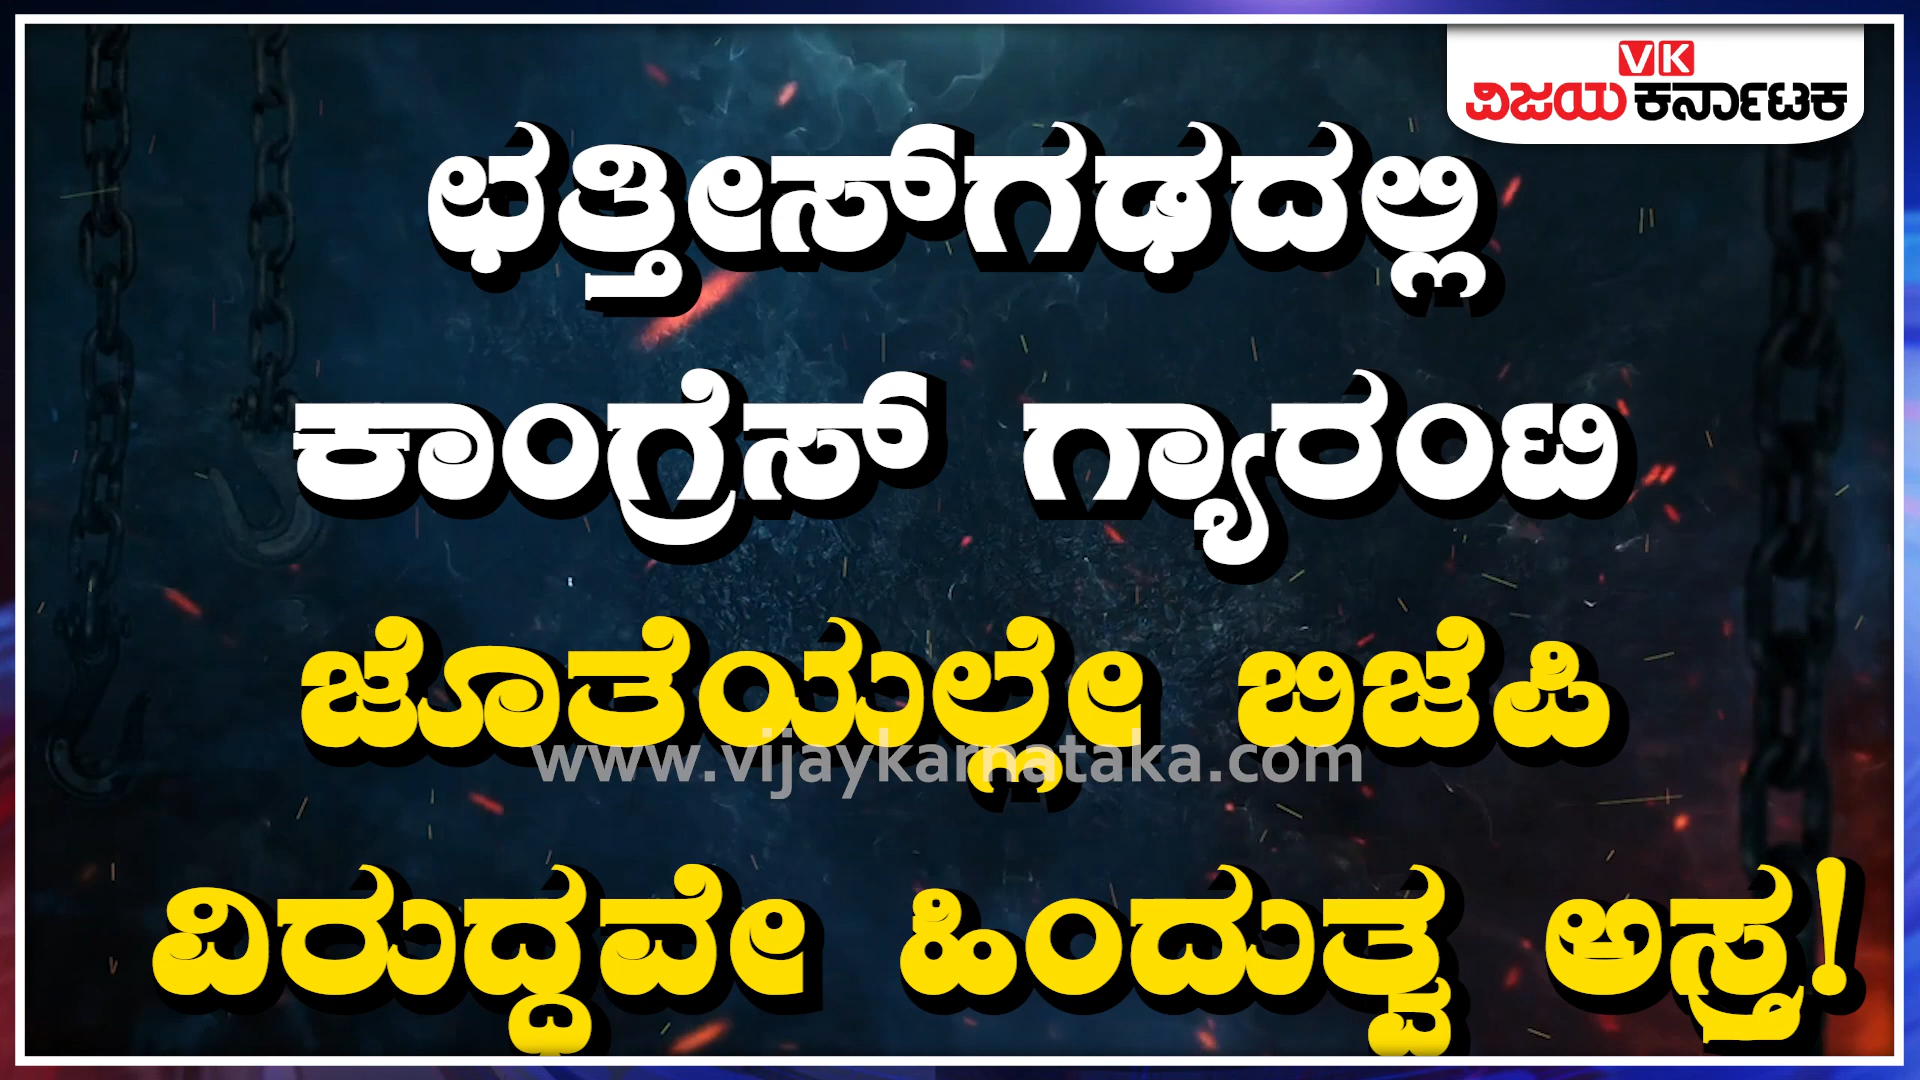 VK
ವಿಜಯ ಕರ್ನಾಟಕ
ಛತ್ತೀಸ್‌ಗಢದಲ್ಲಿ
ಕಾಂಗ್ರೆಸ್ ಗ್ಯಾರಂಟಿ
ಜೊತೆಯಲ್ಲೇ ಬಿಜೆಪಿ
www.vijaykarnataka.com
ವಿರುದ್ಧವೇ ಹಿಂದುತ್ವ ಅಸ್ತ್ರ!